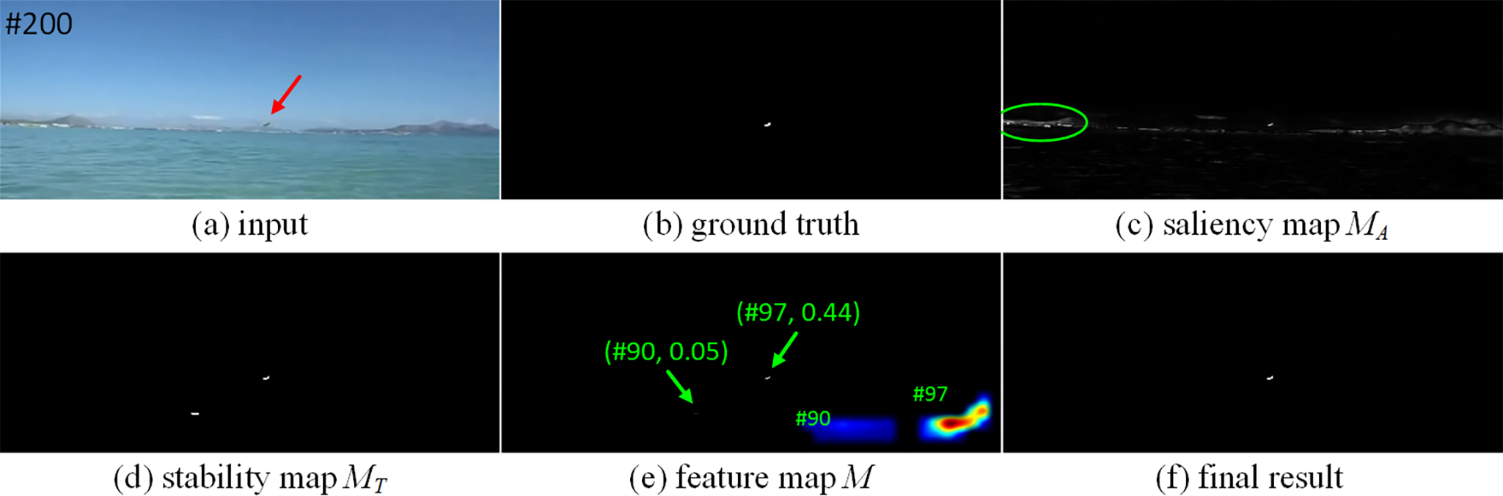 #200
(a) input
(b) ground truth
(c) saliency map M_A
(#97, 0.44)
(#90, 0.05)
#97
#90
(d) stability map M_T
(e) feature map M
(f) final result